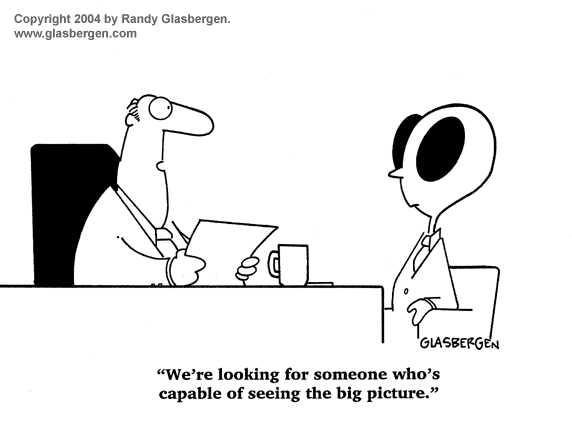 Copyright 2004 by Randy Glasbergen.
www.glasbergen.com
GLASBERGEN
“We’re looking for someone who’s
capable of seeing the big picture.”